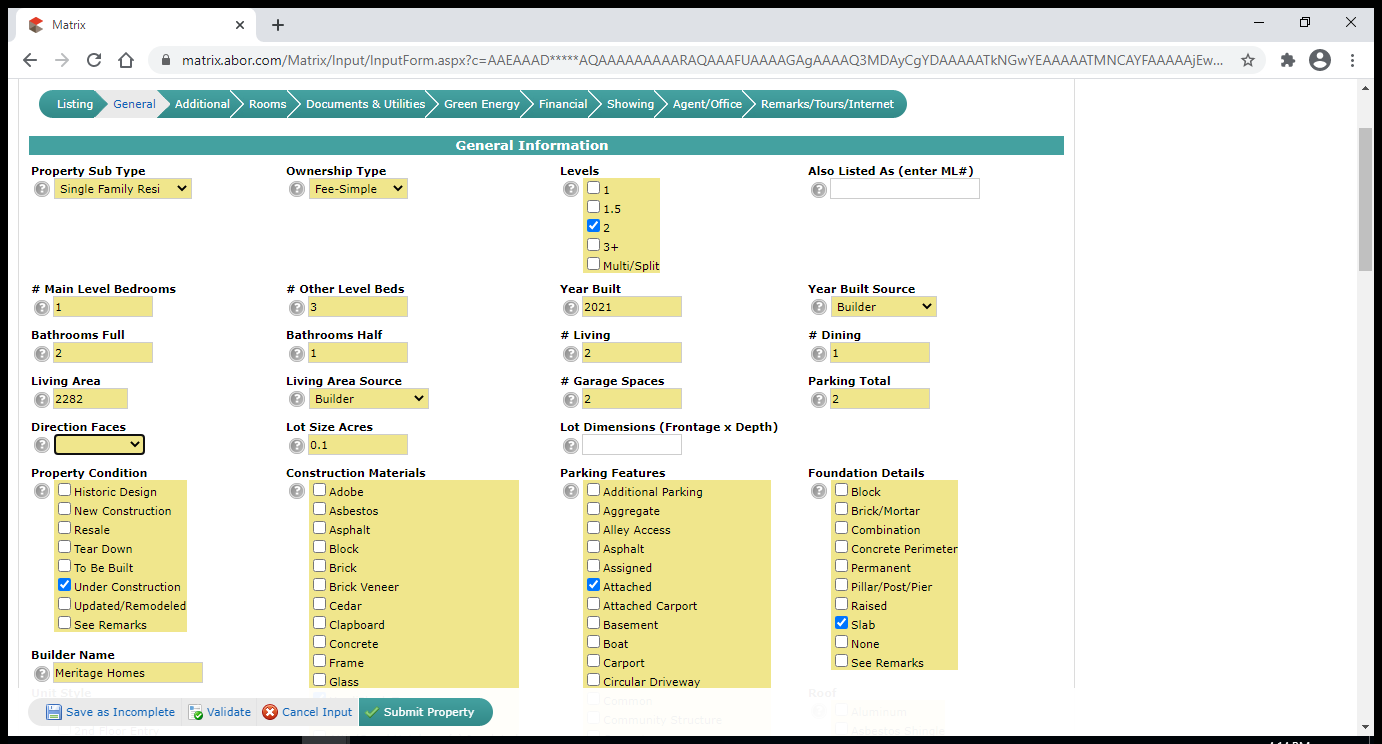 Matrix
matrix.abor.com/Matrix/Input/InputForm.aspx?c=AAEAAAD*****AQAAAAAAAAARAQAAAFUAAAAGAgAAAAQ3MDAyCgYDAAAAATkNGwYEAAAAATMNCAYFAAAAAjEw...
Listing General Additional Rooms Documents & Utilities Green Energy Financial Showing Agent/Office Remarks/Tours/Internet
General Information
Property Sub Type Ownership Type Levels Also Listed As (enter ML#)
Single Family Resi Fee-Simple 1
1.5
2
3+
Multi/Split
# Main Level Bedrooms # Other Level Beds Year Built Year Built Source
1 3 2021 Builder
Bathrooms Full Bathrooms Half # Living # Dining
2 1 2 1
Living Area Living Area Source # Garage Spaces Parking Total
2282 Builder 2 2
Direction Faces Lot Size Acres Lot Dimensions (Frontage x Depth)
0.1
Property Condition Construction Materials Parking Features Foundation Details
Historic Design Adobe Additional Parking Block
New Construction Asbestos Aggregate Brick/Mortar
Resale Asphalt Alley Access Combination
Tear Down Block Asphalt Concrete Perimeter
To Be Built Brick Assigned Permanent
Under Construction Brick Veneer Attached Pillar/Post/Pier
Updated/Remodeled Cedar Attached Carport Raised
See Remarks Clapboard Basement Slab
Concrete Boat None
Builder Name Frame Carport See Remarks
Meritage Homes Glass Circular Driveway
Unit Style Common Roof
Save as Incomplete Validate Cancel Input Submit Property Community Structure Aluminum
2nd Floor Entry Asbestos Shingle